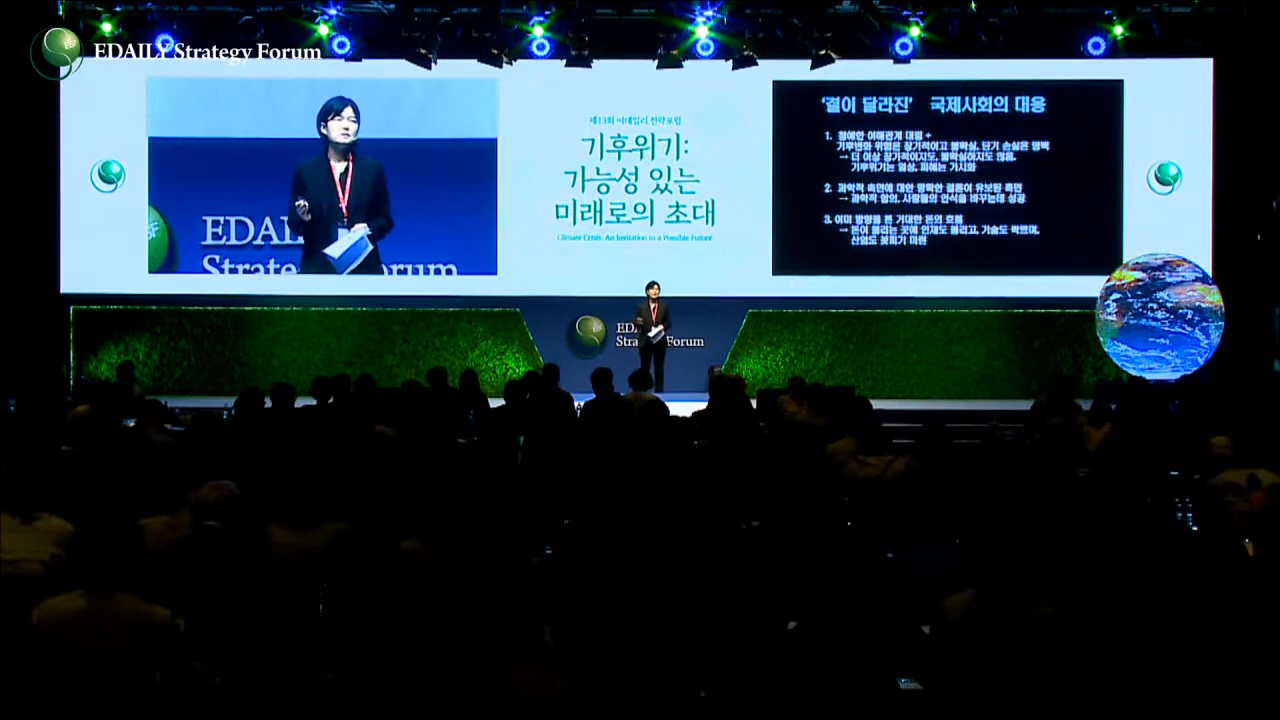 EDAILY Strategy Forum
EDAI
Strate orum
제13회 이데일리 전략포럼
기후위기:
가능성 있는
미래로의 초대
Climate Crisis: An Invitation to a Possible Future
'결이 달라진' 국제사회의 대응
1. 첨예한 이해관계 대립 +
기후변화 위험은 장기적이고 불확실, 단기 손실은 명백
→ 더 이상 장기적이지도, 불확실하지도 않음.
기후위기는 일상, 피해는 가시화
2. 과학적 측면에 대한 명확한 결론이 유보된 측면
→ 과학적 합의, 사람들의 인식을 바꾸는데 성공
3. 이미 방향을 튼 거대한 돈의 흐름
→ 돈이 몰리는 곳에 인재도 몰리고, 기술도 싹트며,
산업도 꽃피기 마련
ED
Stra Forum